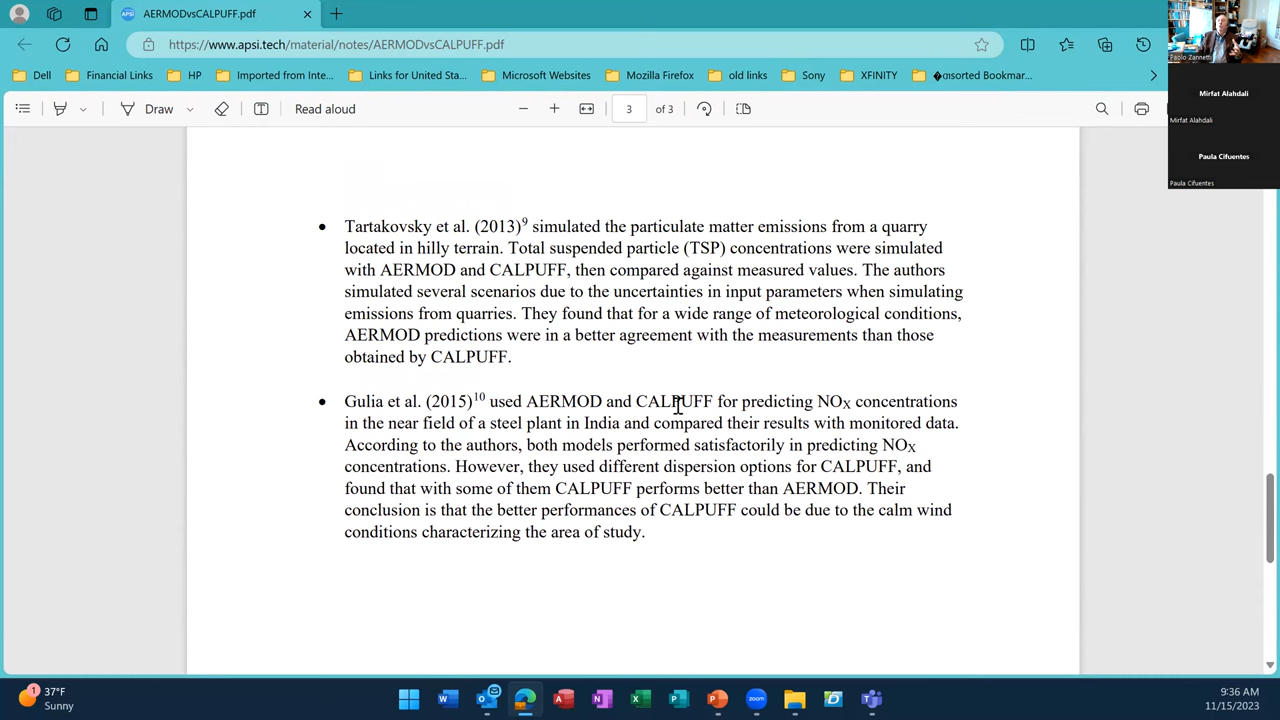 AERMODvsCALPUFF.pdf
https://www.apsi.tech/material/notes/AERMODvsCALPUFF.pdf
Dell
Financial Links
HP
Imported from Inte...
Links for United Sta...
Microsoft Websites
Mozilla Firefox
old links
Sony
XFINITY
�nsorted Bookmar...
Draw
Read aloud
3 of 3
Paolo Zannetti
Mirfat Alahdali
Mirfat Alahdali
Paula Cifuentes
Paula Cifuentes
• Tartakovsky et al. (2013)9 simulated the particulate matter emissions from a quarry
located in hilly terrain. Total suspended particle (TSP) concentrations were simulated
with AERMOD and CALPUFF, then compared against measured values. The authors
simulated several scenarios due to the uncertainties in input parameters when simulating
emissions from quarries. They found that for a wide range of meteorological conditions,
AERMOD predictions were in a better agreement with the measurements than those
obtained by CALPUFF.
• Gulia et al. (2015)10 used AERMOD and CALPUFF for predicting NOX concentrations
in the near field of a steel plant in India and compared their results with monitored data.
According to the authors, both models performed satisfactorily in predicting NOX
concentrations. However, they used different dispersion options for CALPUFF, and
found that with some of them CALPUFF performs better than AERMOD. Their
conclusion is that the better performances of CALPUFF could be due to the calm wind
conditions characterizing the area of study.
1
37°F
Sunny
9:36 AM
11/15/2023